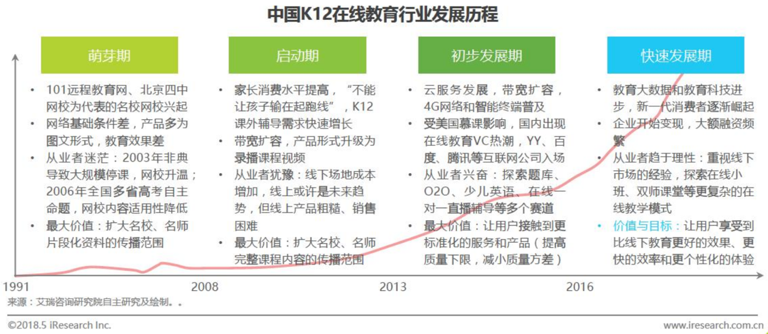 中国K12在线教育行业发展历程
萌芽期
101远程教育网、北京四中
网校为代表的名校网校兴起
网络基础条件差，产品多为
图文形式，教育效果差
从业者迷茫：2003年非典
导致大规模停课，网校升温；
2006年全国多省高考自主
命题，网校内容适用性降低
最大价值：扩大名校、名师
片段化资料的传播范围
启动期
家长消费水平提高，“不能
让孩子输在起跑线”，K12
课外辅导需求快速增长
带宽扩容，产品形式升级为
录播课程视频
从业者犹豫：线下场地成本
增加，线上或许是未来趋
势，但线上产品粗糙、销售
困难
最大价值：扩大名校、名师
完整课程内容的传播范围
初步发展期
云服务发展，带宽扩容，
4G网络和智能终端普及
受美国慕课影响，国内出现
在线教育VC热潮，YY、百
度、腾讯等互联网公司入场
从业者兴奋：探索题库、
O2O、少儿英语、在线一
对一直播辅导等多个赛道
最大价值：让用户接触到更
标准化的服务和产品（提高
质量下限，减小质量方差）
快速发展期
教育大数据和教育科技进
步，新一代消费者逐渐崛起
企业开始变现，大额融资频
繁
从业者趋于理性：重视线下
市场的经验，探索在线小
班、双师课堂等更复杂的在
线教学模式
价值与目标：让用户享受到
比线下教育更好的效果、更
快的效率和更个性化的体验
1991
2008
2013
2016
来源：艾瑞咨询研究院自主研究及绘制。。
©2018.5 iResearch Inc.
www.iresearch.com.cn